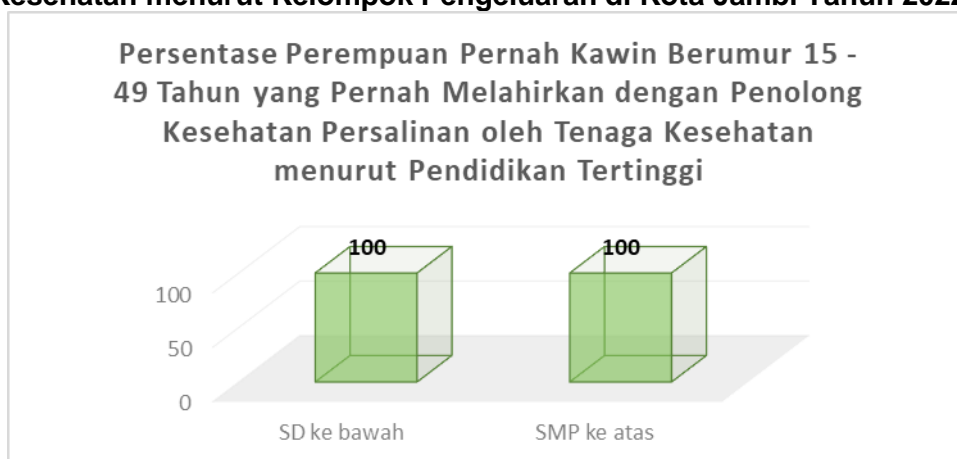 Kesehatan menurut Kelompok Pengeluaran di Kota Jambi Tahun 2022
Persentase Perempuan Pernah Kawin Berumur 15 -
49 Tahun yang Pernah Melahirkan dengan Penolong
Kesehatan Persalinan oleh Tenaga Kesehatan
menurut Pendidikan Tertinggi
100
100
100
50
0
SD ke bawah
SMP ke atas